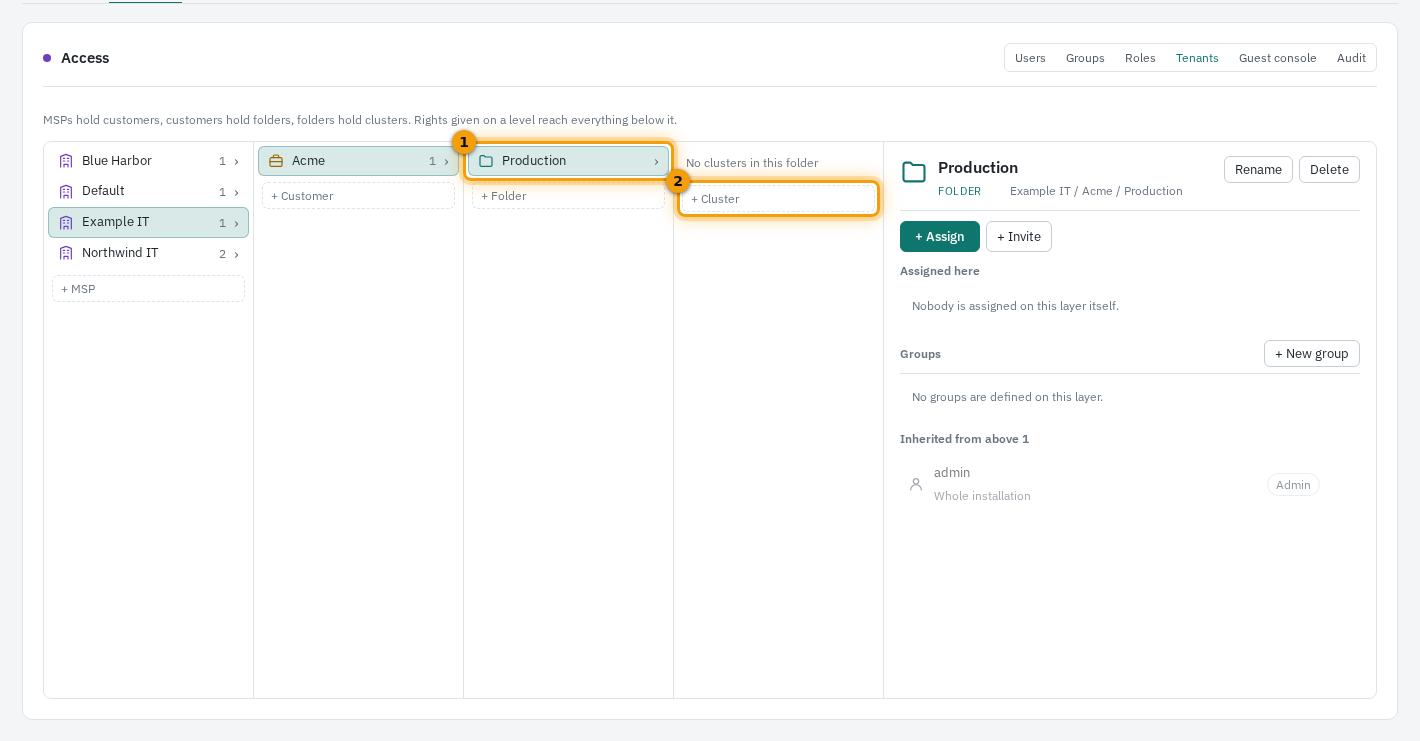 Access
Users Groups Roles Tenants Guest console Audit
MSPs hold customers, customers hold folders, folders hold clusters. Rights given on a level reach everything below it.
Blue Harbor 1 ›
Default 1 ›
Example IT 1 ›
Northwind IT 2 ›
+ MSP
Acme 1 ›
+ Customer
1
Production ›
+ Folder
No clusters in this folder
2
+ Cluster
Production
Rename Delete
FOLDER Example IT / Acme / Production
+ Assign + Invite
Assigned here
Nobody is assigned on this layer itself.
Groups + New group
No groups are defined on this layer.
Inherited from above 1
admin
Whole installation
Admin